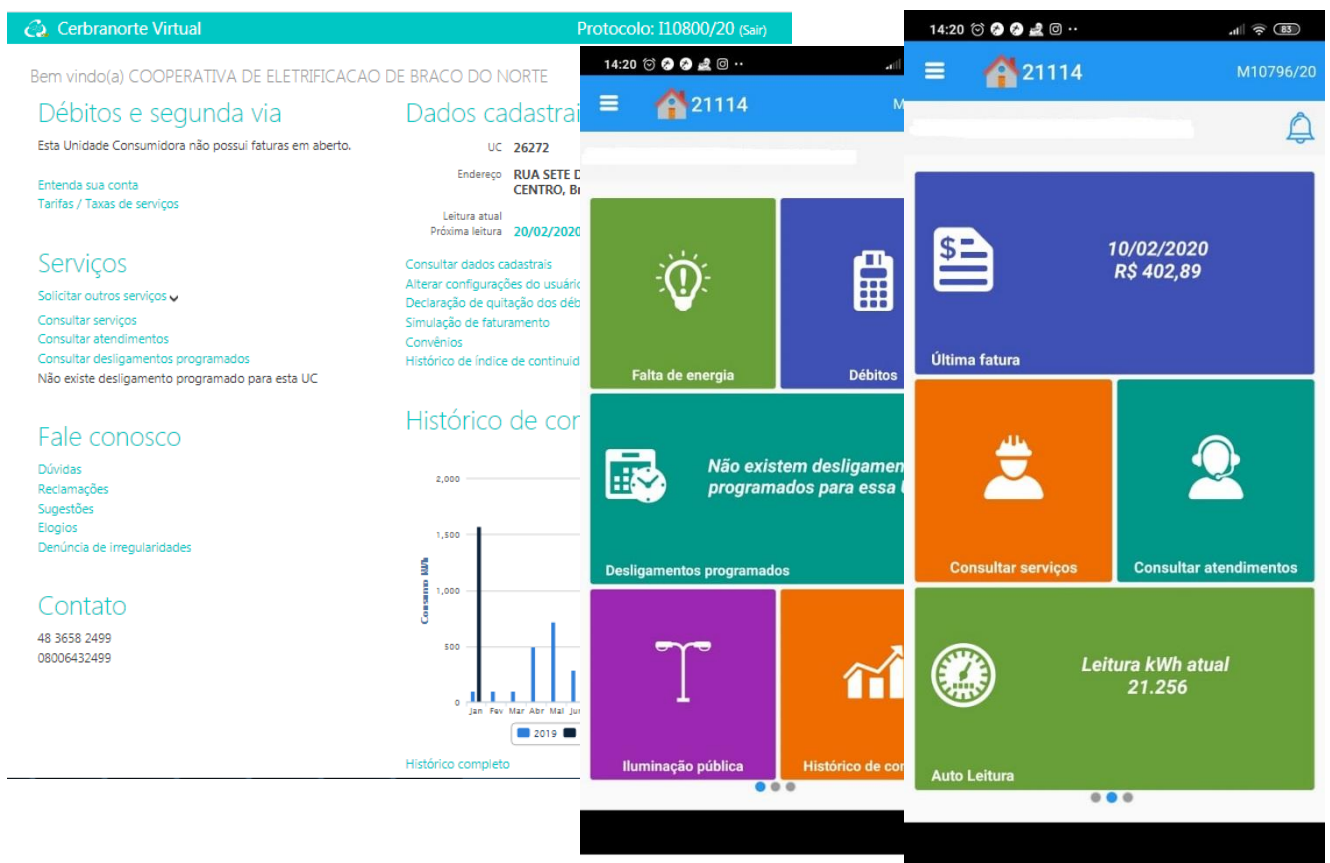 Cerbranorte Virtual
Protocolo: I10800/20 (Sair)
Bem vindo(a) COOPERATIVA DE ELETRIFICACAO DE BRACO DO NORTE
Débitos e segunda via
Esta Unidade Consumidora não possui faturas em aberto.
Entenda sua conta
Tarifas / Taxas de serviços
Serviços
Solicitar outros serviços
Consultar serviços
Consultar atendimentos
Consultar desligamentos programados
Não existe desligamento programado para esta UC
Fale conosco
Dúvidas
Reclamações
Sugestões
Elogios
Denúncia de irregularidades
Contato
48 3658 2499
08006432499
Dados cadastrai
UC 26272
Endereço RUA SETE D
CENTRO, B
Leitura atual
Próxima leitura 20/02/2020
Consultar dados cadastrais
Alterar configurações do usuári
Declaração de quitação dos déb
Simulação de faturamento
Convênios
Histórico de índice de continuid
Histórico de con
Consumo kWh
2,000
1,500
1,000
500
0
Jan Fev Mar Abr Mai Ju
2019
Histórico completo
14:20
21114
M
Falta de energia
Débitos
Não existem desligamen
programados para essa
Desligamentos programados
Iluminação pública
Histórico de con
14:20
83
21114
M10796/20
$
10/02/2020
R$ 402,89
Última fatura
Consultar serviços
Consultar atendimentos
Leitura kWh atual
21.256
Auto Leitura